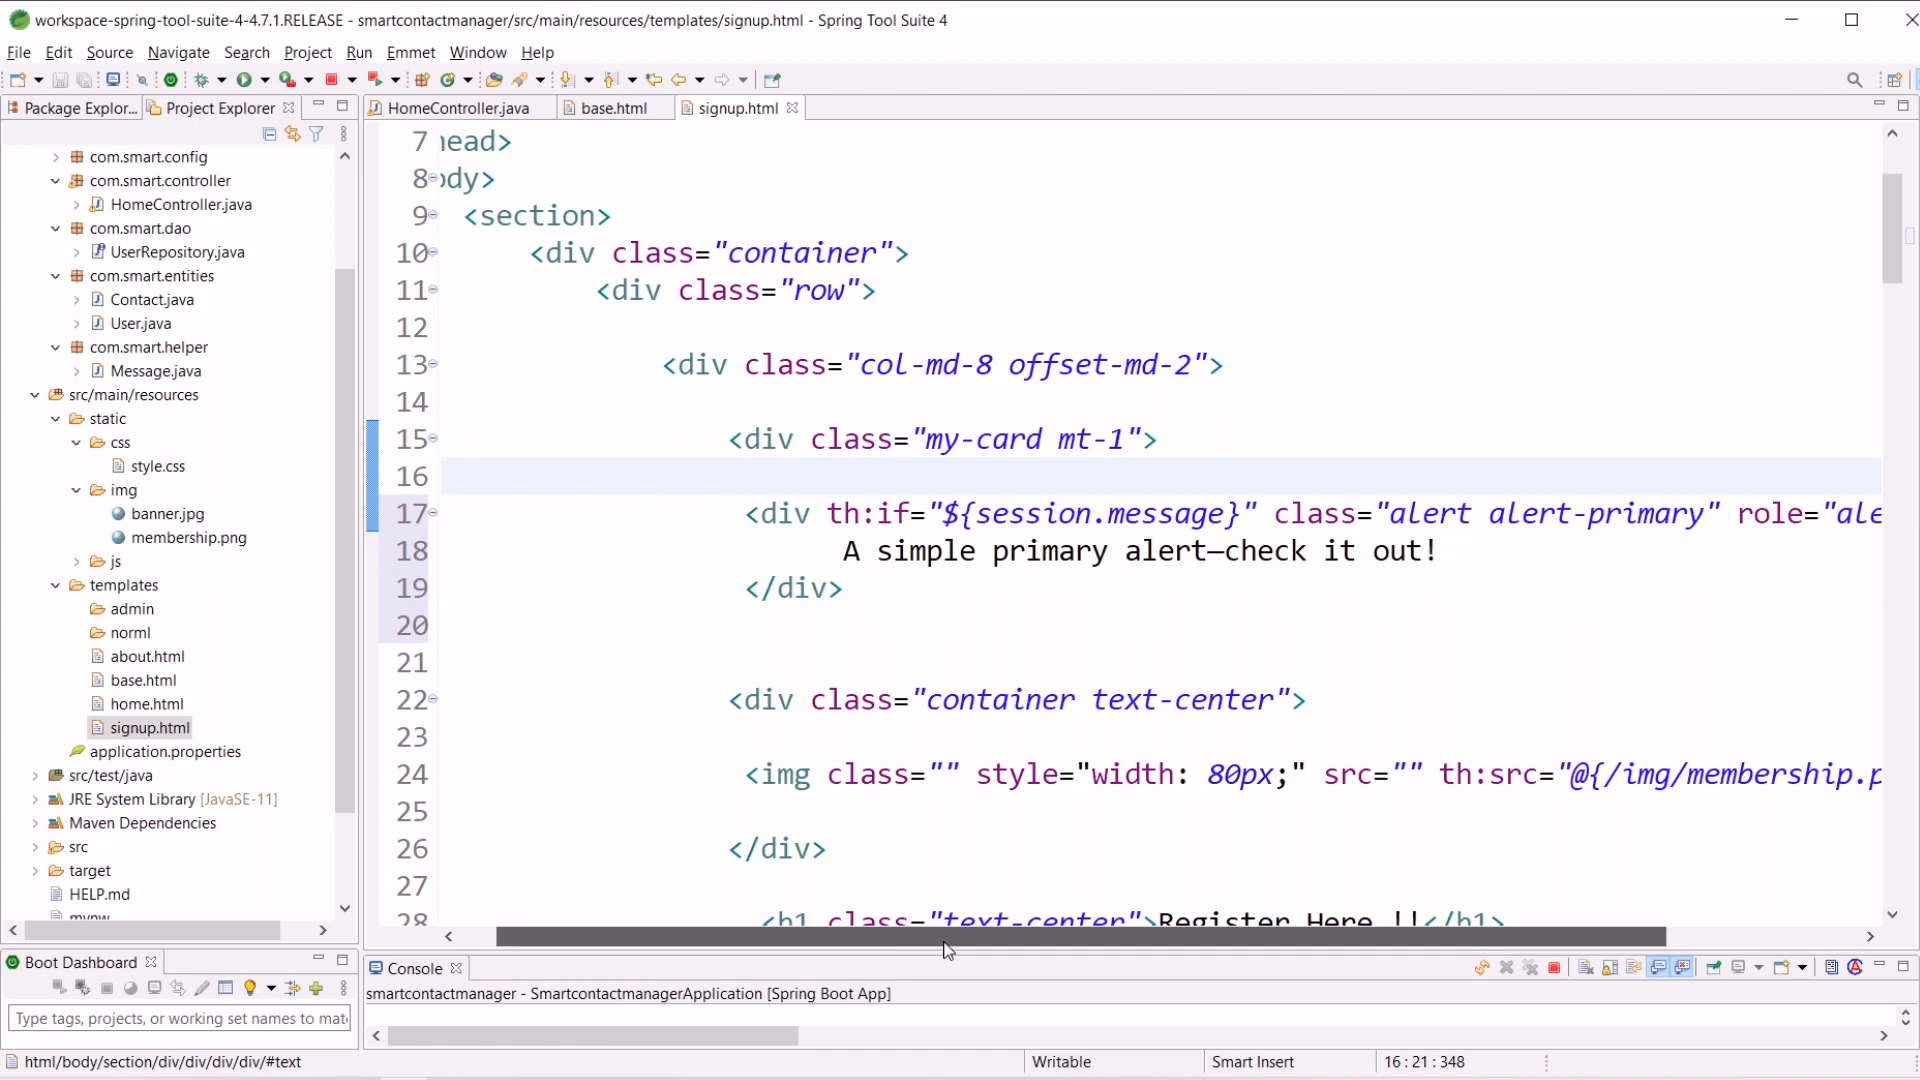 workspace-spring-tool-suite-4-4.7.1.RELEASE - smartcontactmanager/src/main/resources/templates/signup.html - Spring Tool Suite 4
File Edit Source Navigate Search Project Run Emmet Window Help
Package Explor... Project Explorer
HomeController.java base.html signup.html
com.smart.config
com.smart.controller
HomeController.java
com.smart.dao
UserRepository.java
com.smart.entities
Contact.java
User.java
com.smart.helper
Message.java
src/main/resources
static
css
style.css
img
banner.jpg
membership.png
js
templates
admin
norml
about.html
base.html
home.html
signup.html
application.properties
src/test/java
JRE System Library [JavaSE-11]
Maven Dependencies
src
target
HELP.md
mvnw
7 head>
8 ody>
9 <section>
10 <div class="container">
11 <div class="row">
12
13 <div class="col-md-8 offset-md-2">
14
15 <div class="my-card mt-1">
16
17 <div th:if="${session.message}" class="alert alert-primary" role="ale
18 A simple primary alert—check it out!
19 </div>
20
21
22 <div class="container text-center">
23
24 <img class="" style="width: 80px;" src="" th:src="@{/img/membership.p
25
26 </div>
27
28 <h1 class="text-center">Register Here !!</h1>
Boot Dashboard
Type tags, projects, or working set names to mat
Console
smartcontactmanager - SmartcontactmanagerApplication [Spring Boot App]
html/body/section/div/div/div/div/#text
Writable
Smart Insert
16 : 21 : 348